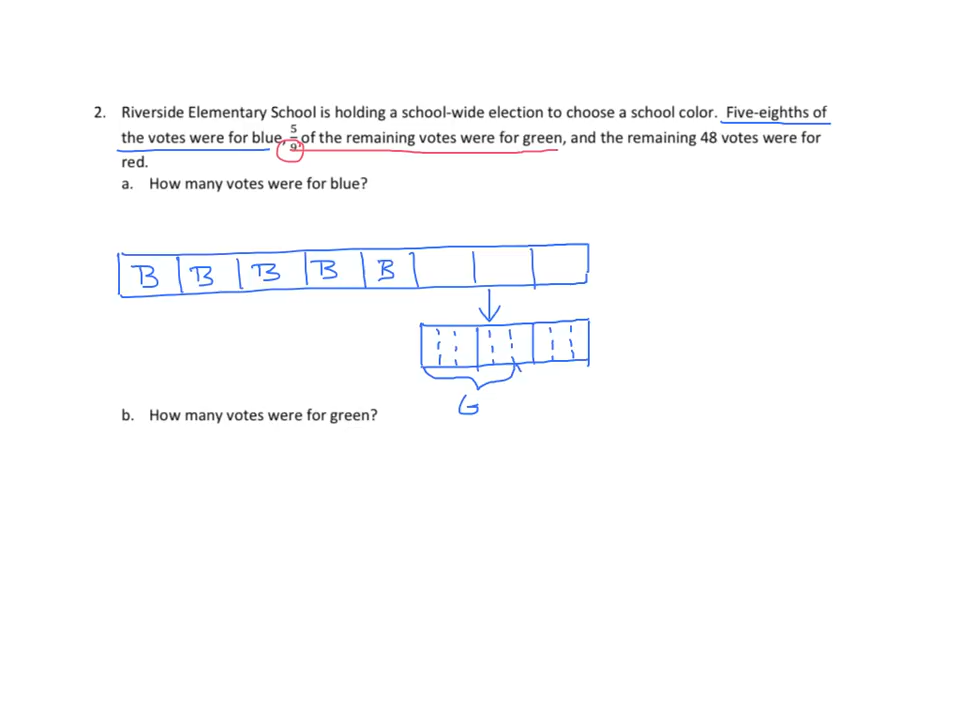 2. Riverside Elementary School is holding a school-wide election to choose a school color. Five-eighths of
the votes were for blue, 5/9 of the remaining votes were for green, and the remaining 48 votes were for
red.
a. How many votes were for blue?
B B B B B
G
b. How many votes were for green?